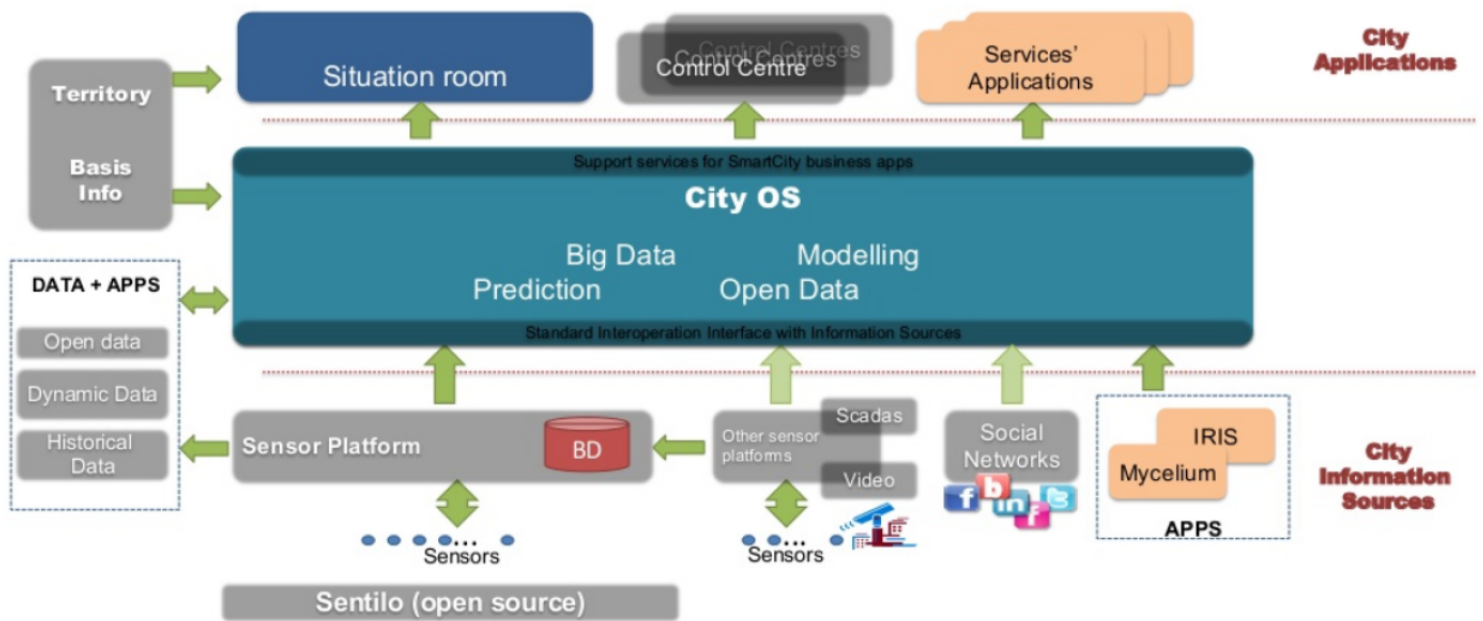 Situation room
Control Centres
Control Centres
Control Centre
Services'
Applications
City
Applications
Territory
Basis
Info
Support services for SmartCity business apps
City OS
Big Data
Modelling
Prediction
Open Data
Standard Interoperation Interface with Information Sources
DATA + APPS
Open data
Dynamic Data
Historical
Data
Sensor Platform
BD
Other sensor
platforms
Scadas
Video
Social
Networks
f
b
in
f
t
IRIS
Mycelium
APPS
City
Information
Sources
...
Sensors
...
Sensors
Sentilo (open source)